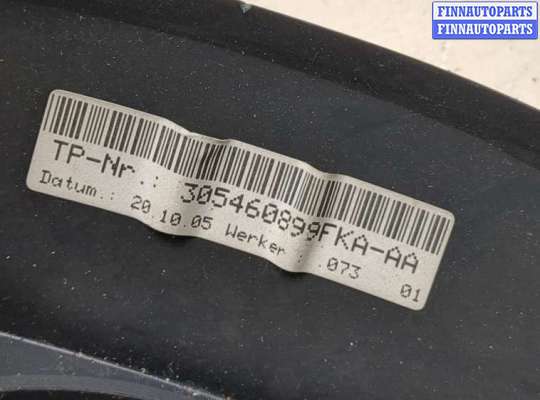 FINNAUTOPARTS
FINNAUTOPARTS
TP-Nr.: 305460899FKA-AA
Datum.: 20.10.05 Werker: .073 01